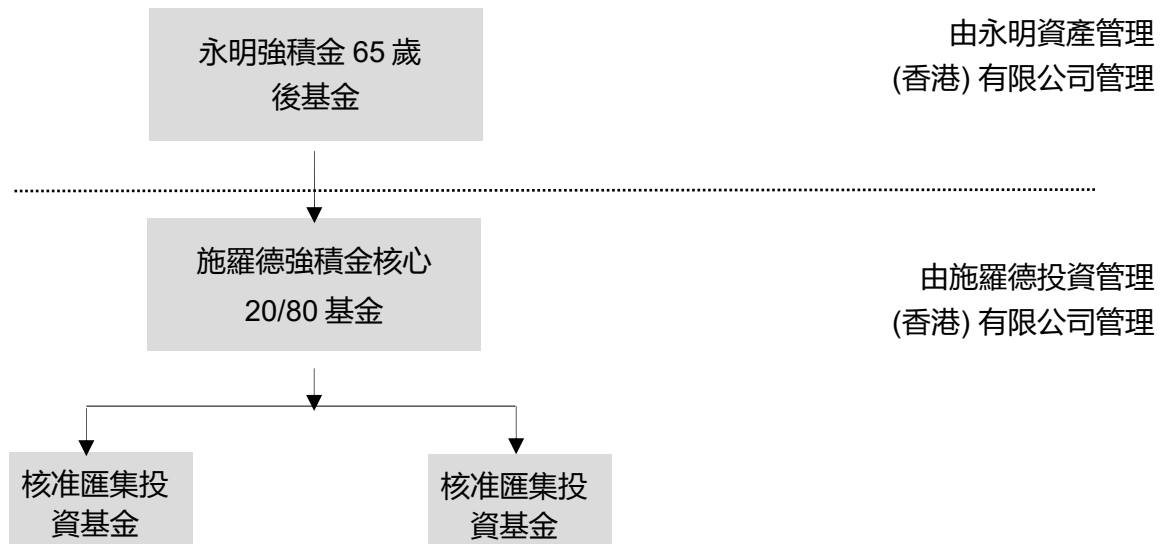 永明強積金 65 歲
後基金
由永明資產管理
(香港) 有限公司管理
施羅德強積金核心
20/80 基金
由施羅德投資管理
(香港) 有限公司管理
核准匯集投
資基金
核准匯集投
資基金